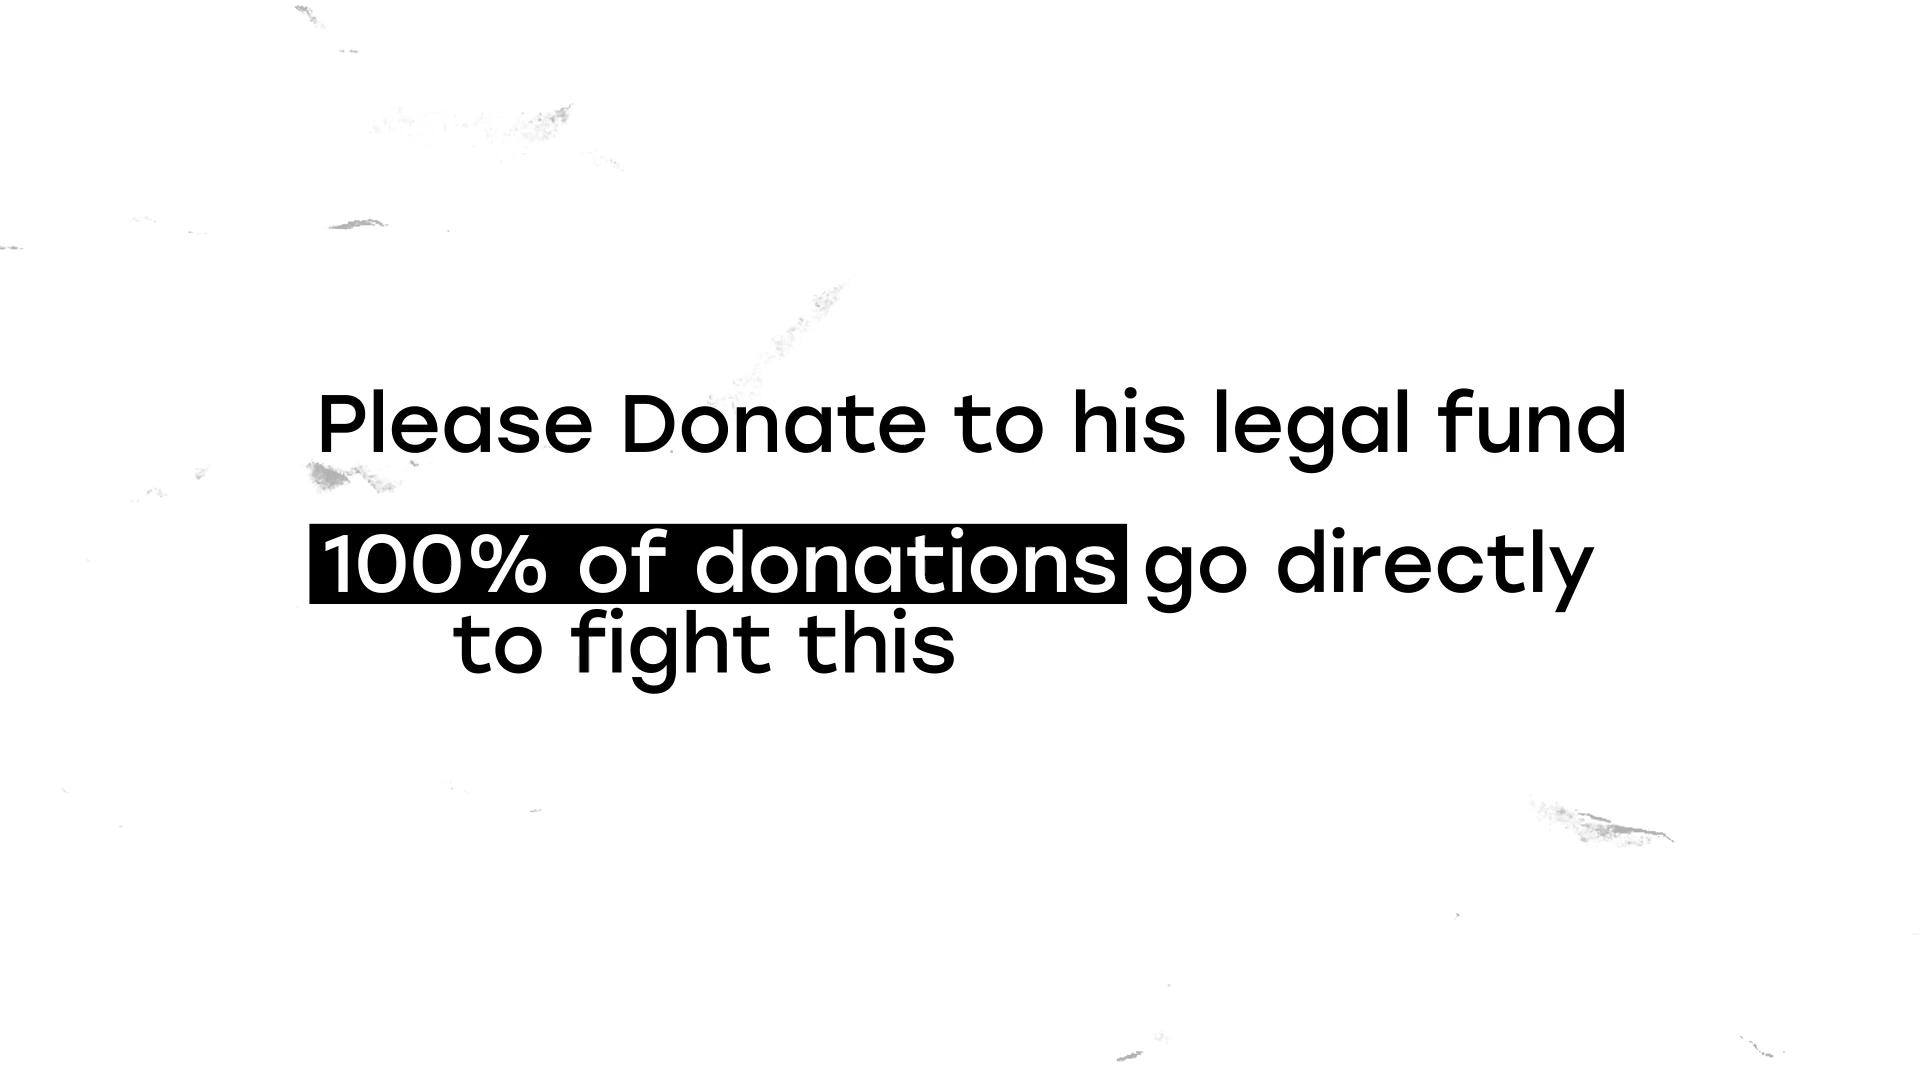 Please Donate to his legal fund
100% of donations go directly
to fight this